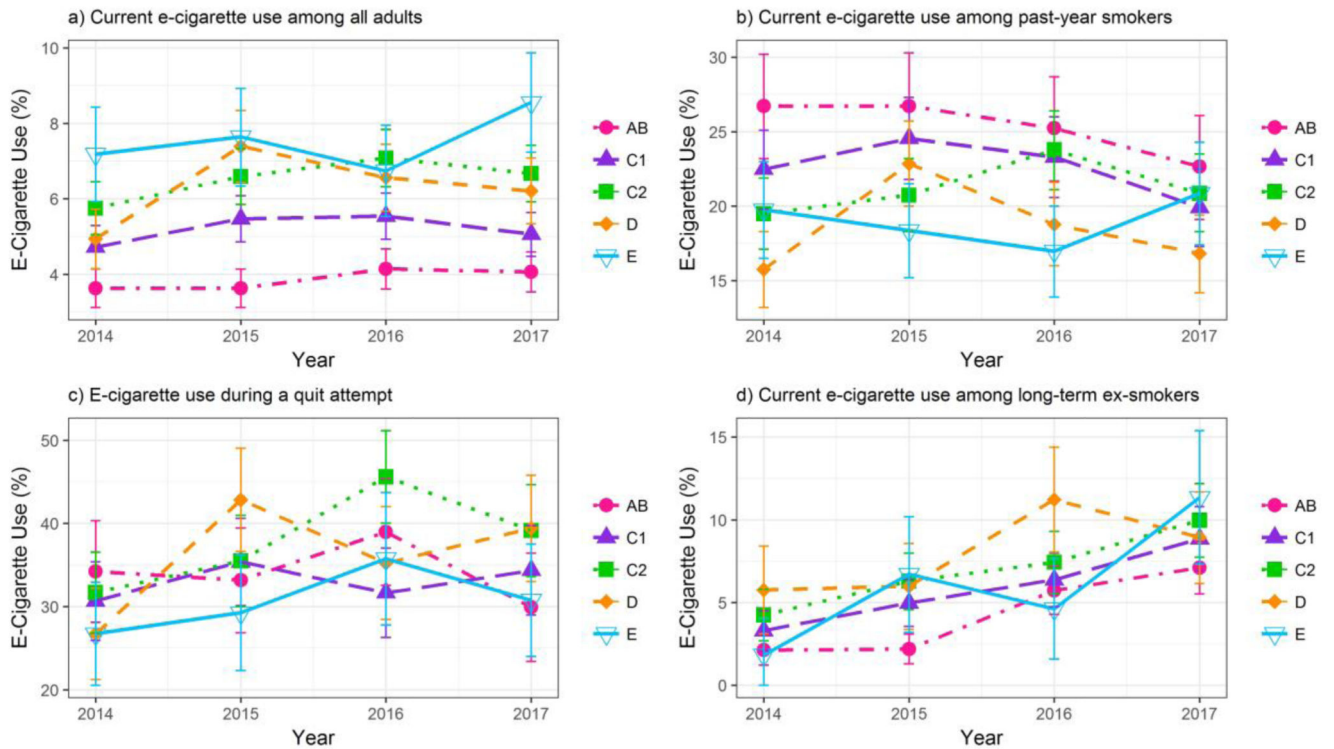 a) Current e-cigarette use among all adults
E-Cigarette Use (%)
10
8
6
4
2014 2015 2016 2017
Year
AB
C1
C2
D
E
b) Current e-cigarette use among past-year smokers
E-Cigarette Use (%)
30
25
20
15
2014 2015 2016 2017
Year
AB
C1
C2
D
E
c) E-cigarette use during a quit attempt
E-Cigarette Use (%)
50
40
30
20
2014 2015 2016 2017
Year
AB
C1
C2
D
E
d) Current e-cigarette use among long-term ex-smokers
E-Cigarette Use (%)
15
10
5
0
2014 2015 2016 2017
Year
AB
C1
C2
D
E